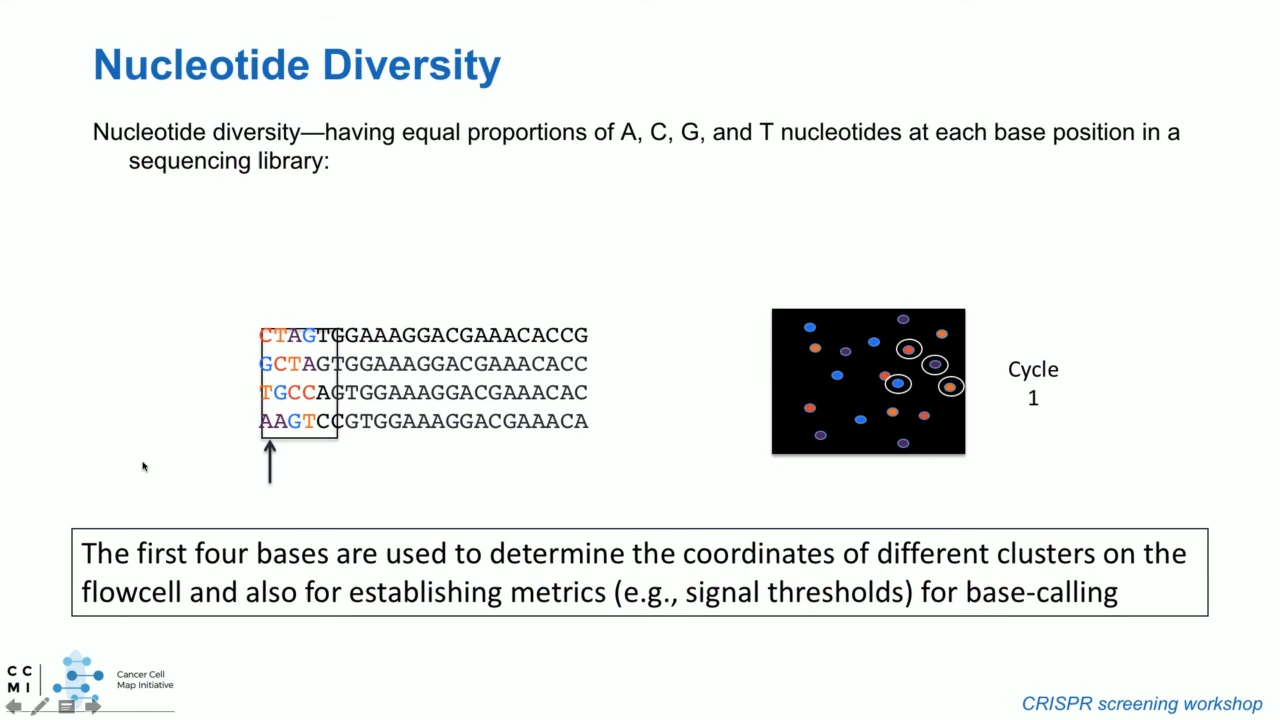 Nucleotide Diversity
Nucleotide diversity—having equal proportions of A, C, G, and T nucleotides at each base position in a
sequencing library:
CTAGTGGAAAGGACGAAACACCG
GCTAGTGGAAAGGACGAAACACC
TGCCAGTGGAAAGGACGAAACAC
AAGTCCGTGGAAAGGACGAAACA
Cycle
1
The first four bases are used to determine the coordinates of different clusters on the
flowcell and also for establishing metrics (e.g., signal thresholds) for base-calling
C C
M I
Cancer Cell
Map Initiative
CRISPR screening workshop